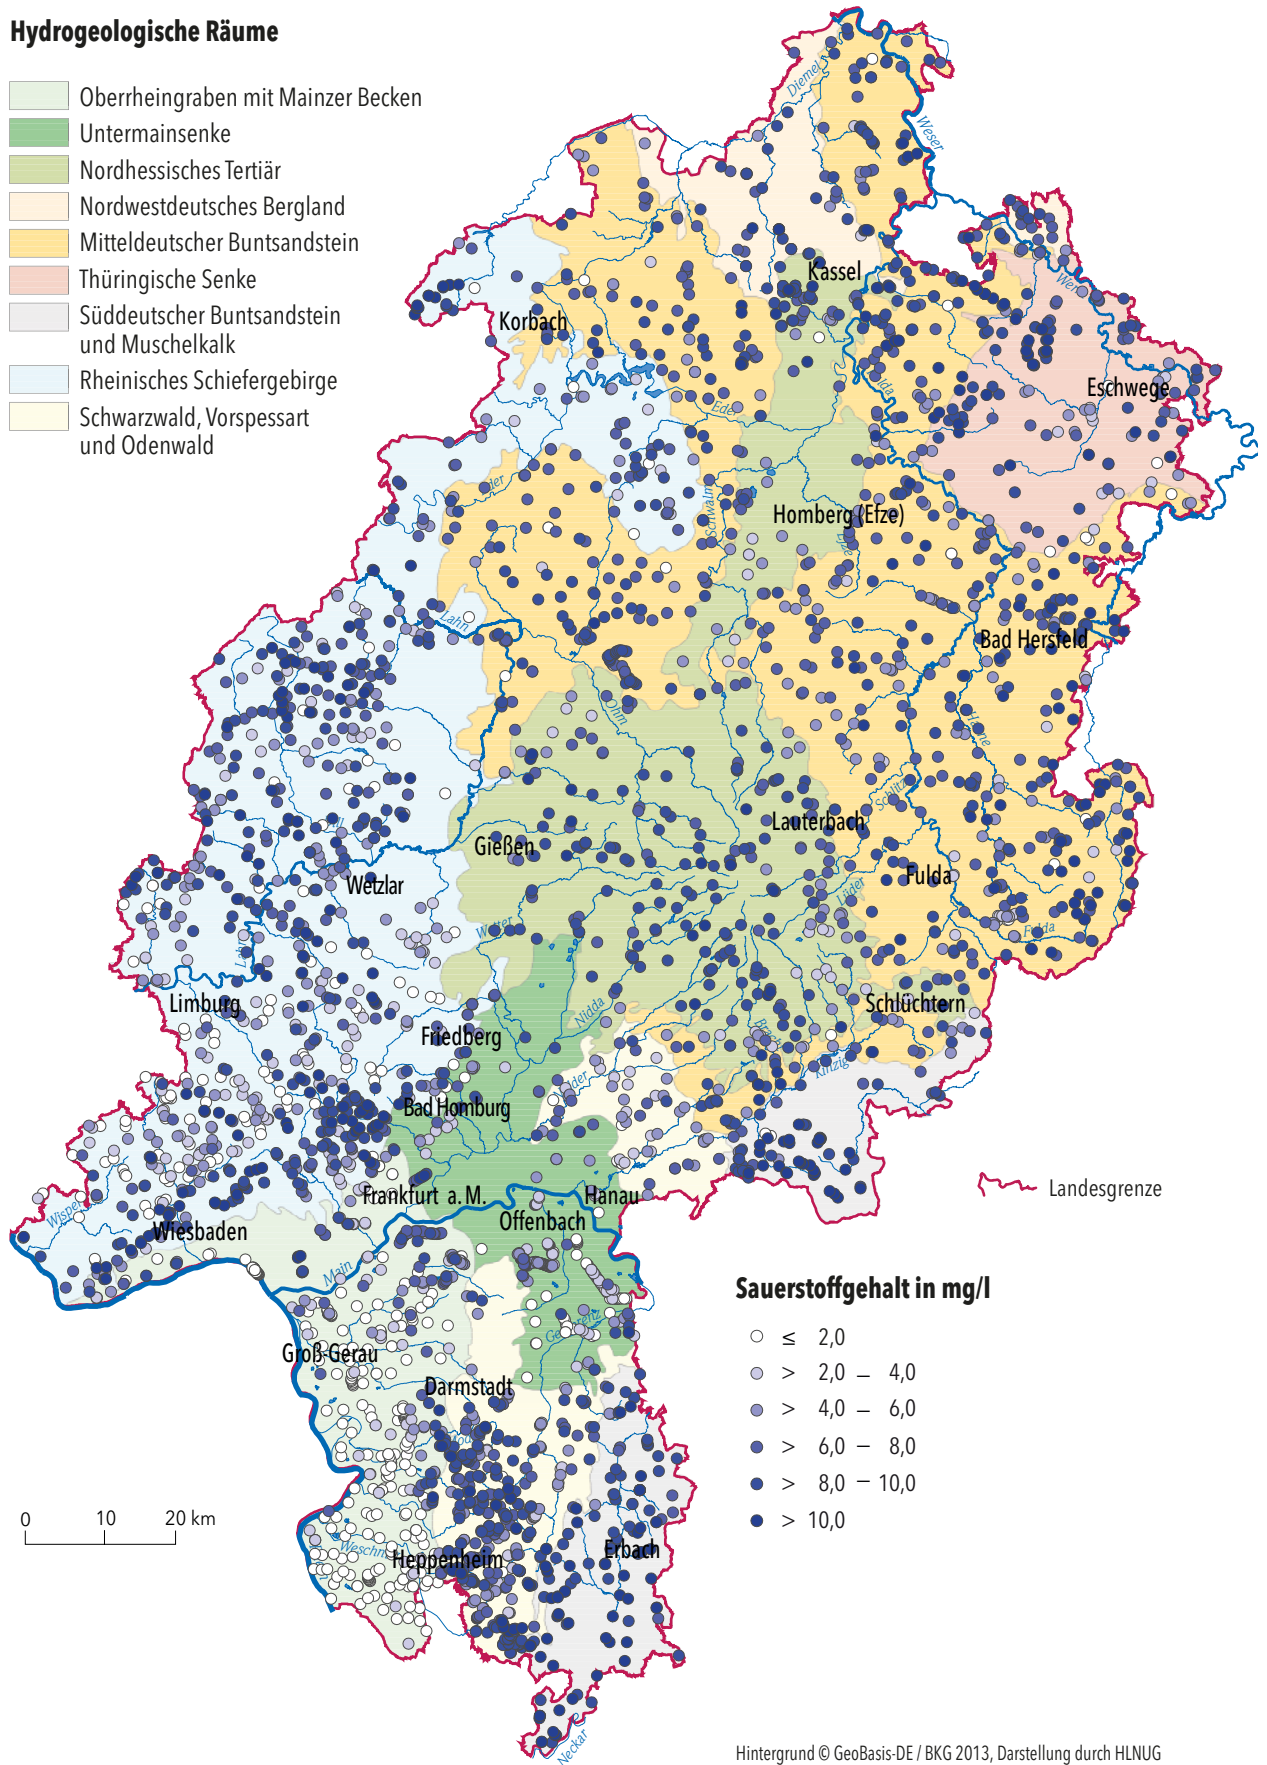 Hydrogeologische Räume
Oberrheingraben mit Mainzer Becken
Untermainsenke
Nordhessisches Tertiär
Nordwestdeutsches Bergland
Mitteldeutscher Buntsandstein
Thüringische Senke
Süddeutscher Buntsandstein
und Muschelkalk
Rheinisches Schiefergebirge
Schwarzwald, Vorspessart
und Odenwald
Diemel
Weser
Kassel
Korbach
Eschwege
Eder
Schwalm
Homberg (Efze)
Efze
Lahn
Bad Hersfeld
Ohm
Haune
Schlitz
Lauterbach
Gießen
Fulda
Wetzlar
Lüder
Wetter
Fulda
Lahn
Limburg
Schlüchtern
Nidda
Friedberg
Kinzig
Bad Homburg
Frankfurt a.M.
Hanau
Landesgrenze
Wisper
Offenbach
Wiesbaden
Main
Groß-Gerau
Darmstadt
Heppenheim
Erbach
Neckar
Sauerstoffgehalt in mg/l
≤ 2,0
> 2,0 – 4,0
> 4,0 – 6,0
> 6,0 – 8,0
> 8,0 – 10,0
> 10,0
0 10 20 km
Hintergrund © GeoBasis-DE / BKG 2013, Darstellung durch HLNUG